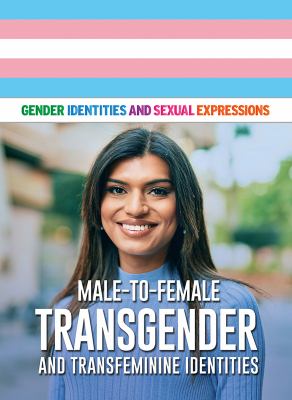 GENDER IDENTITIES AND SEXUAL EXPRESSIONS
MALE-TO-FEMALE
TRANSGENDER
AND TRANSFEMININE IDENTITIES